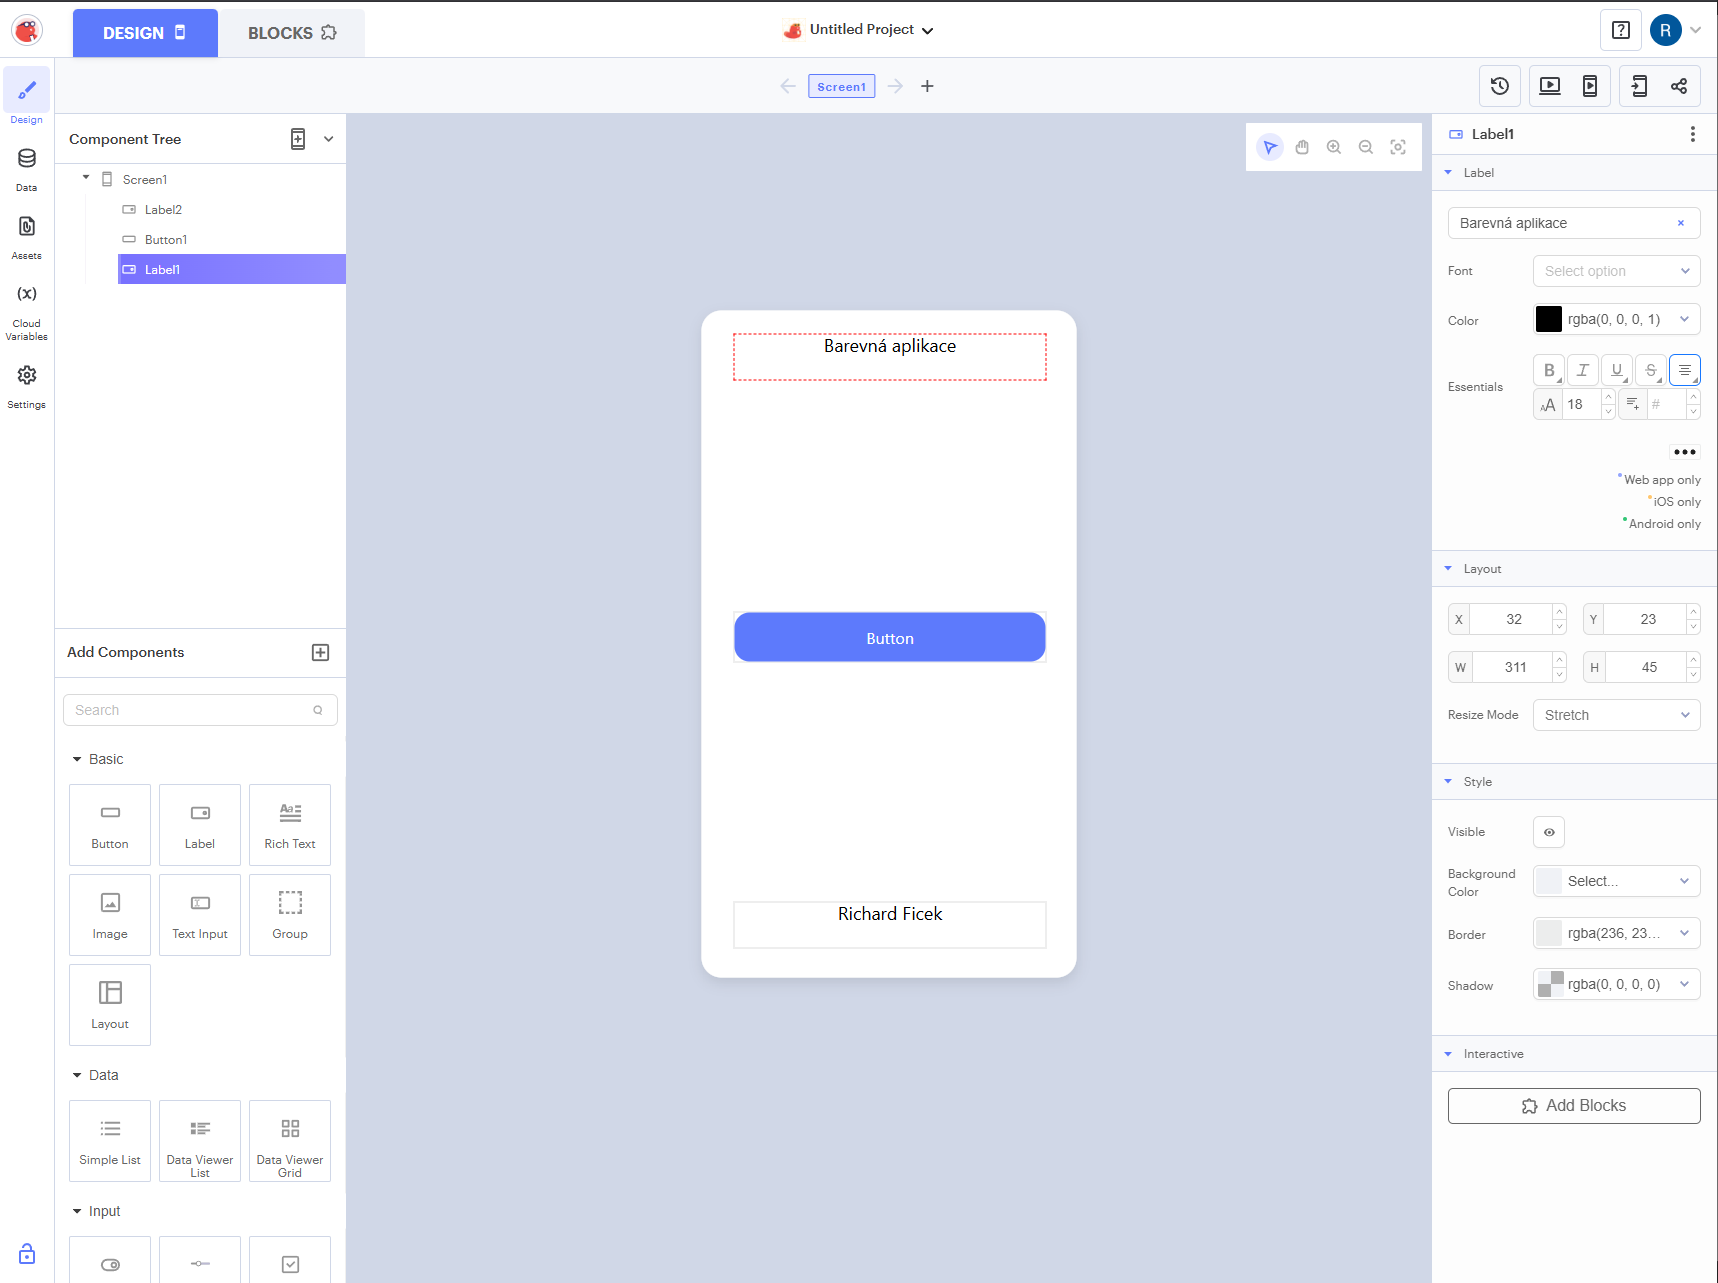 DESIGN
BLOCKS
Untitled Project
R
Screen1
Design
Data
Assets
Cloud
Variables
Settings
Component Tree
Screen1
Label2
Button1
Label1
Add Components
Search
Basic
Button
Label
Rich Text
Image
Text Input
Group
Layout
Data
Simple List
Data Viewer
List
Data Viewer
Grid
Input
Barevná aplikace
Button
Richard Ficek
Label1
Label
Barevná aplikace
Font
Select option
Color
rgba(0, 0, 0, 1)
Essentials
B I U S
AA 18 #
Web app only
iOS only
Android only
Layout
X 32 Y 23
W 311 H 45
Resize Mode
Stretch
Style
Visible
Background
Color
Select...
Border
rgba(236, 23...
Shadow
rgba(0, 0, 0, 0)
Interactive
Add Blocks